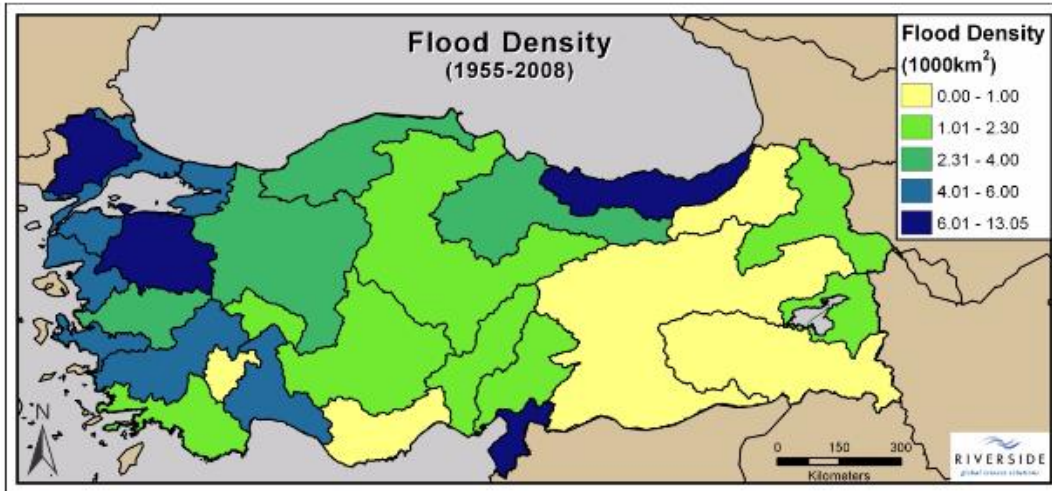 Flood Density
(1955-2008)
Flood Density
(1000km²)
0.00 - 1.00
1.01 - 2.30
2.31 - 4.00
4.01 - 6.00
6.01 - 13.05
N
0 150 300
Kilometers
RIVERSIDE